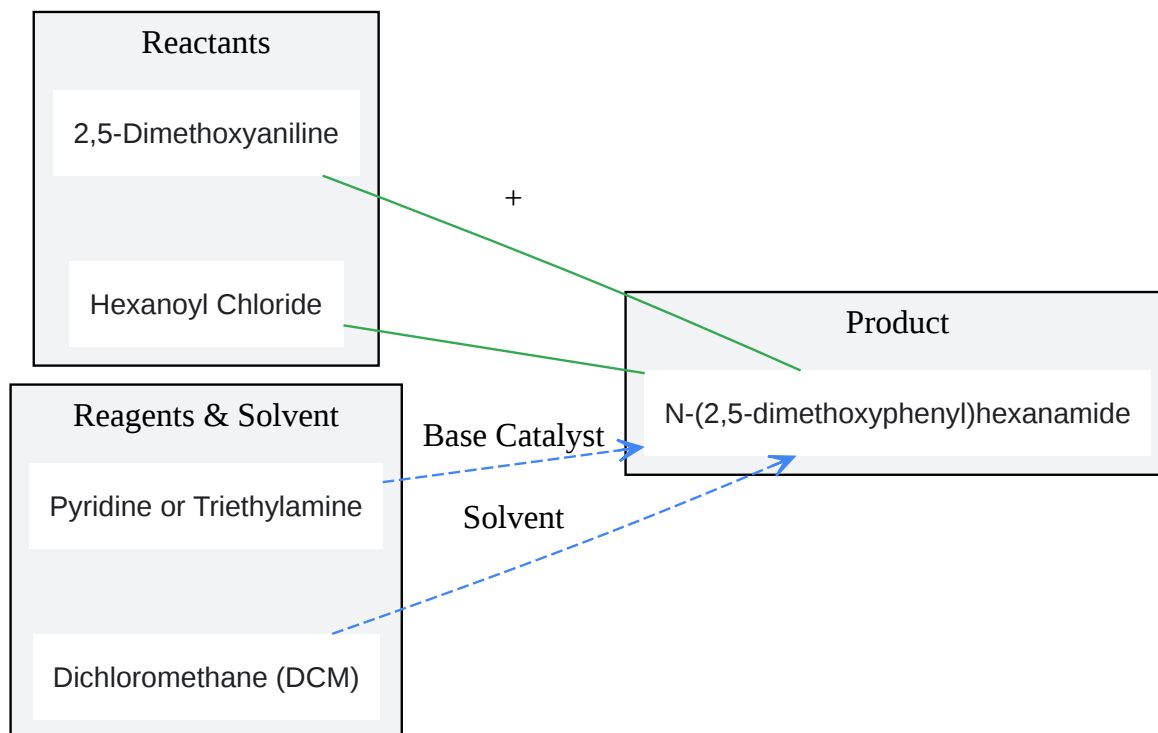 Reactants
2,5-Dimethoxyaniline
+
Hexanoyl Chloride
Product
N-(2,5-dimethoxyphenyl)hexanamide
Reagents & Solvent
Base Catalyst
Pyridine or Triethylamine
Solvent
Dichloromethane (DCM)